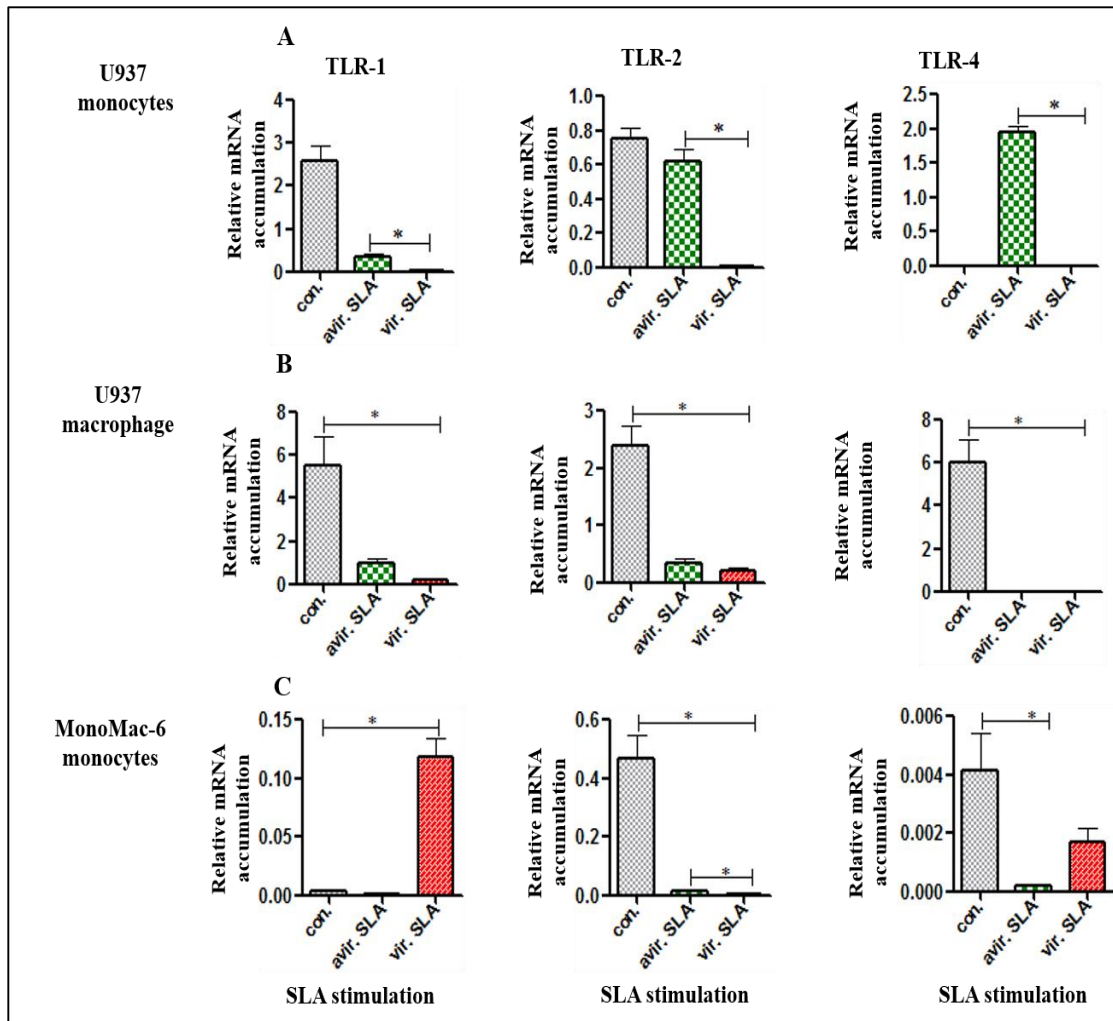 A
U937
monocytes
TLR-1
TLR-2
TLR-4
Relative mRNA
accumulation
4
3
2
1
0
*
con.
avir. SLA
vir. SLA
Relative mRNA
accumulation
1.0
0.8
0.6
0.4
0.2
0.0
*
con.
avir. SLA
vir. SLA
Relative mRNA
accumulation
2.5
2.0
1.5
1.0
0.5
0.0
*
con.
avir. SLA
vir. SLA
B
U937
macrophage
Relative mRNA
accumulation
8
6
4
2
0
*
con.
avir. SLA
vir. SLA
Relative mRNA
accumulation
3
2
1
0
*
con.
avir. SLA
vir. SLA
Relative mRNA
accumulation
8
6
4
2
0
*
con.
avir. SLA
vir. SLA
C
MonoMac-6
monocytes
Relative mRNA
accumulation
0.15
0.10
0.05
0.00
*
con.
avir. SLA
vir. SLA
SLA stimulation
Relative mRNA
accumulation
0.6
0.4
0.2
0.0
*
*
con.
avir. SLA
vir. SLA
SLA stimulation
Relative mRNA
accumulation
0.006
0.004
0.002
0.000
*
con.
avir. SLA
vir. SLA
SLA stimulation